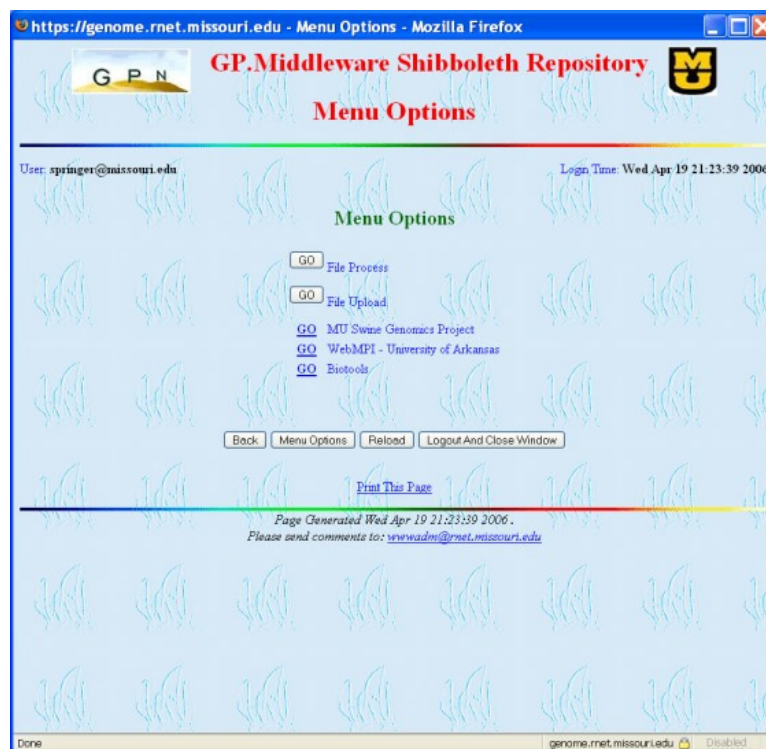 https://genome.rnet.missouri.edu - Menu Options - Mozilla Firefox
G P N
GP.Middleware Shibboleth Repository
Menu Options
User: springer@missouri.edu
Login Time: Wed Apr 19 21:23:39 2006
Menu Options
GO File Process
GO File Upload
GO MU Swine Genomics Project
GO WebMPI - University of Arkansas
GO Biotools
Back Menu Options Reload Logout And Close Window
Print This Page
Page Generated Wed Apr 19 21:23:39 2006 .
Please send comments to: wwwadm@rnet.missouri.edu
Done genome.rnet.missouri.edu Disabled